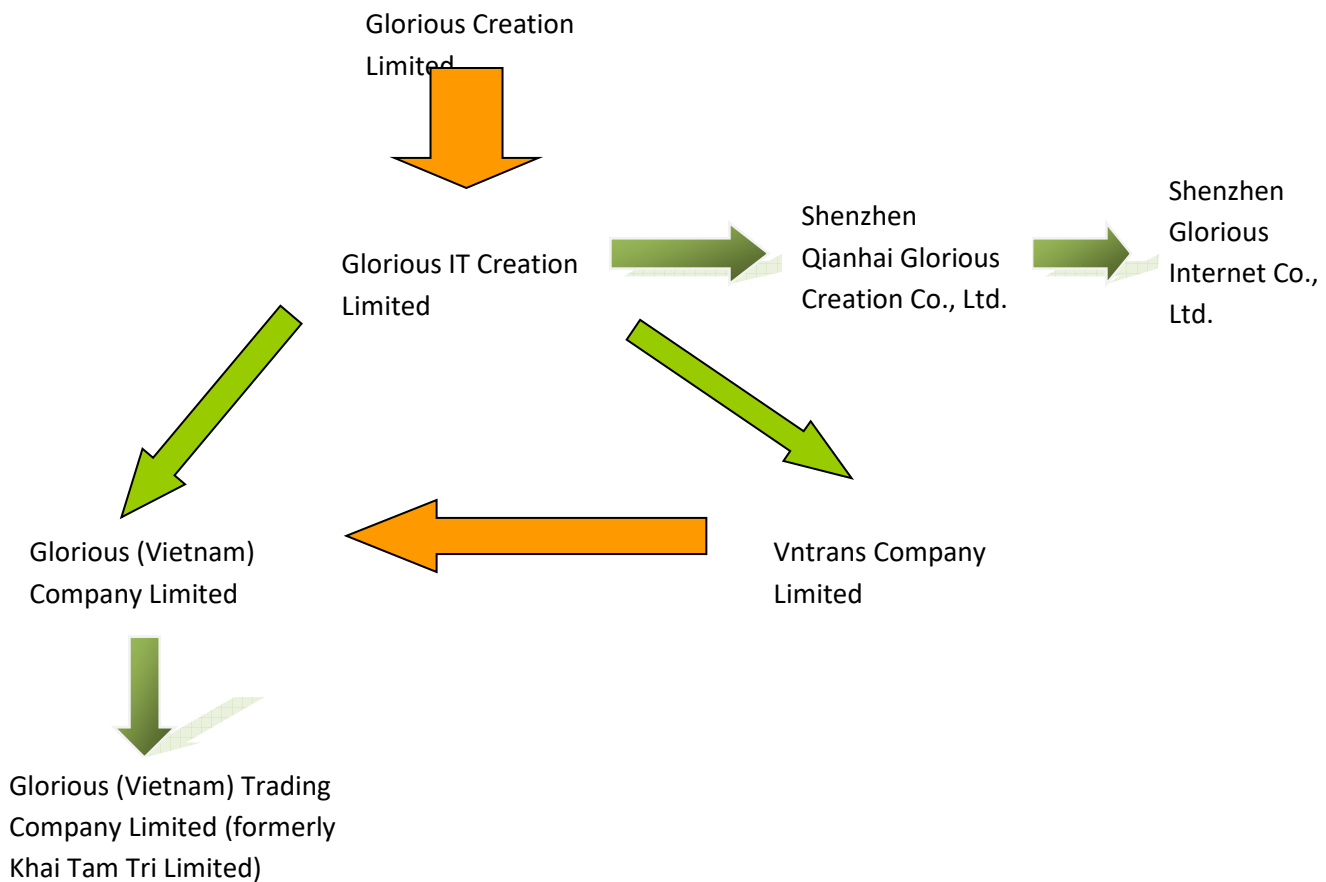 Glorious Creation
Limited
Glorious IT Creation
Limited
Shenzhen
Qianhai Glorious
Creation Co., Ltd.
Shenzhen
Glorious
Internet Co.,
Ltd.
Glorious (Vietnam)
Company Limited
Vntrans Company
Limited
Glorious (Vietnam) Trading
Company Limited (formerly
Khai Tam Tri Limited)